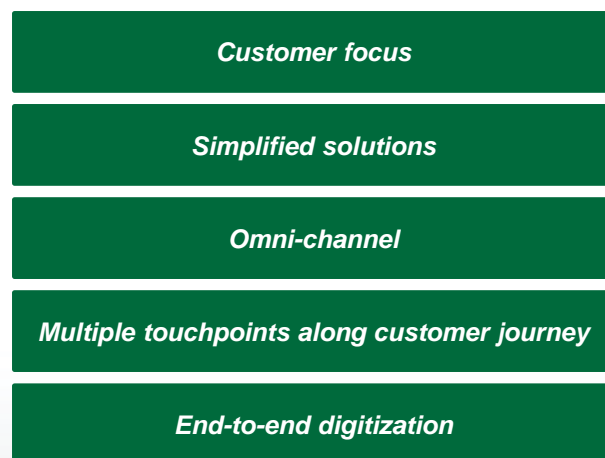 Customer focus
Simplified solutions
Omni-channel
Multiple touchpoints along customer journey
End-to-end digitization